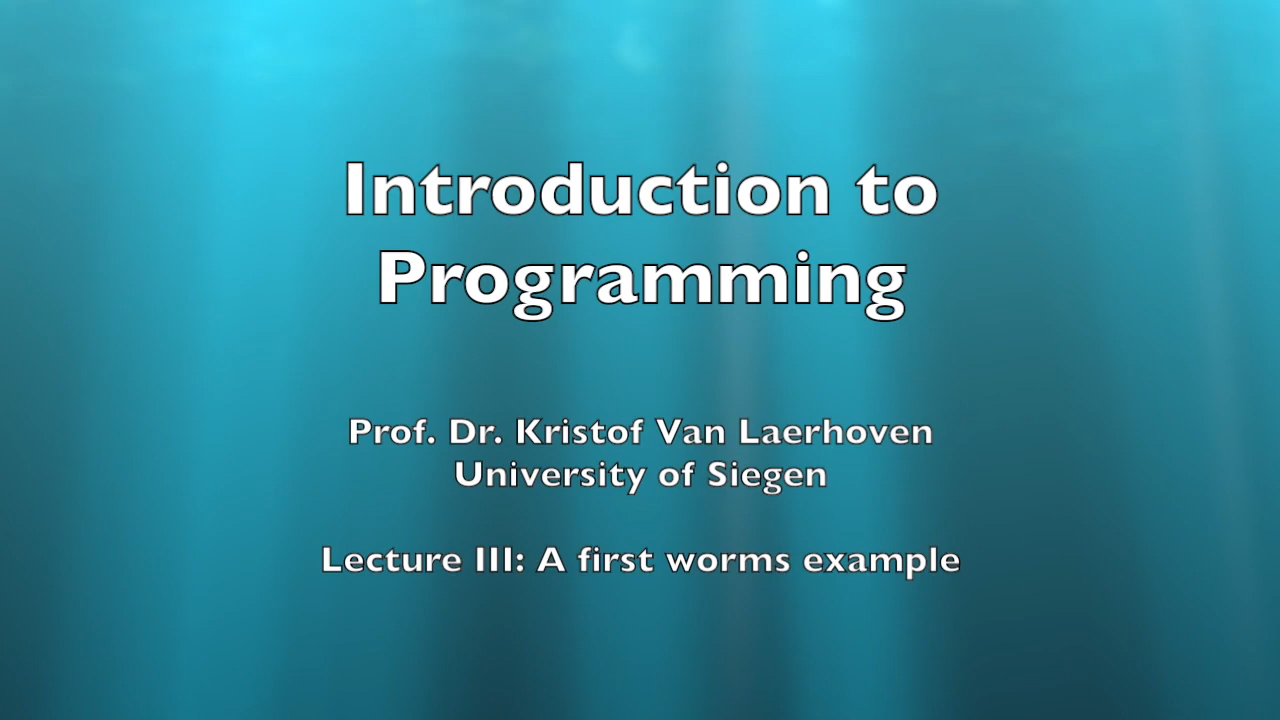 Introduction to
Programming
Prof. Dr. Kristof Van Laerhoven
University of Siegen
Lecture III: A first worms example